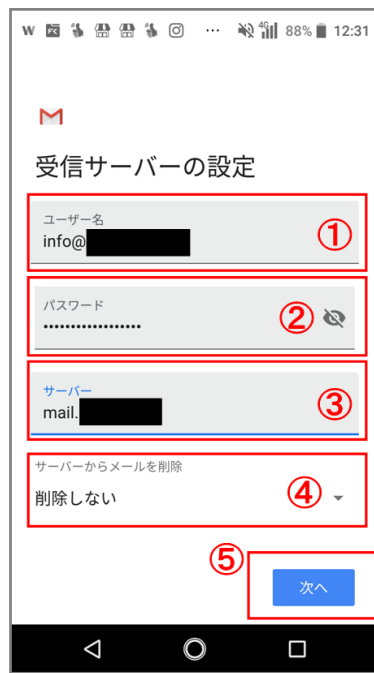 4G 88% 12:31
受信サーバーの設定
ユーザー名
info@
①
パスワード
••••••••••••••••••
②
サーバー
mail.
③
サーバーからメールを削除
削除しない
④
⑤
次へ